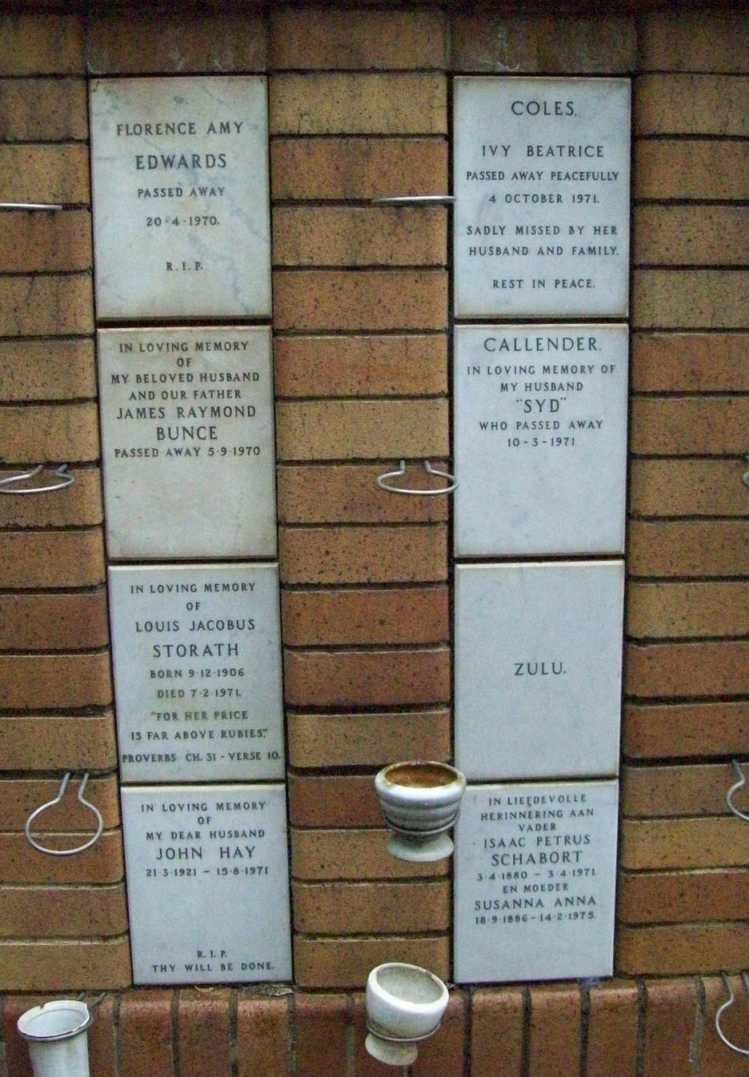 FLORENCE AMY
EDWARDS
PASSED AWAY
20·4·1970.
R.I.P.
IN LOVING MEMORY
OF
MY BELOVED HUSBAND
AND OUR FATHER
JAMES RAYMOND
BUNCE
PASSED AWAY 5·9·1970
IN LOVING MEMORY
OF
LOUIS JACOBUS
STORATH
BORN 9·12·1906
DIED 7·2·1971.
"FOR HER PRICE
IS FAR ABOVE RUBIES."
PROVERBS CH. 31 - VERSE 10.
IN LOVING MEMORY
OF
MY DEAR HUSBAND
JOHN HAY
21·3·1921 - 15·8·1971
R.I.P.
THY WILL BE DONE.
COLES.
IVY BEATRICE
PASSED AWAY PEACEFULLY
4 OCTOBER 1971.
SADLY MISSED BY HER
HUSBAND AND FAMILY.
REST IN PEACE.
CALLENDER.
IN LOVING MEMORY OF
MY HUSBAND
"SYD"
WHO PASSED AWAY
10-3-1971
ZULU.
IN LIEFDEVOLLE
HERINNERING AAN
VADER
ISAAC PETRUS
SCHABORT
3·4·1880 - 3·4·1971.
EN MOEDER
SUSANNA ANNA
18·9·1886-14·2·1975.